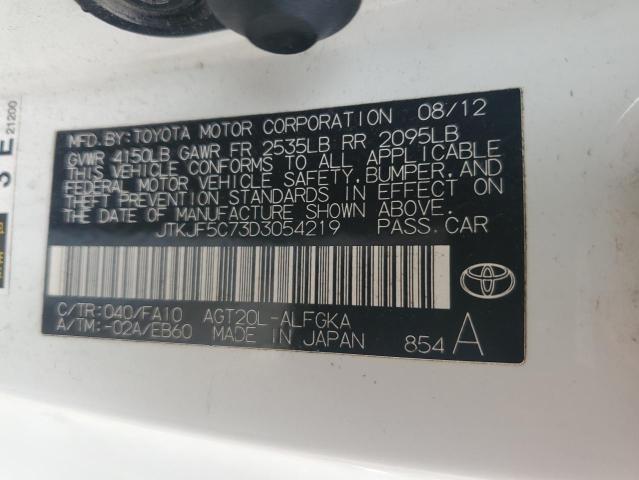 MFD.BY:TOYOTA MOTOR CORPORATION 08/12
GVWR 4150LB GAWR FR 2535LB RR 2095LB
THIS VEHICLE CONFORMS TO ALL APPLICABLE
FEDERAL MOTOR VEHICLE SAFETY,BUMPER,AND
THEFT PREVENTION STANDARDS IN EFFECT ON
THE DATE OF MANUFACTURE SHOWN ABOVE.
JTKJF5C73D3054219 PASS.CAR
C/TR:040/FA10 AGT20L-ALFGKA
A/TM:-02A/EB60 MADE IN JAPAN 854 A
21200